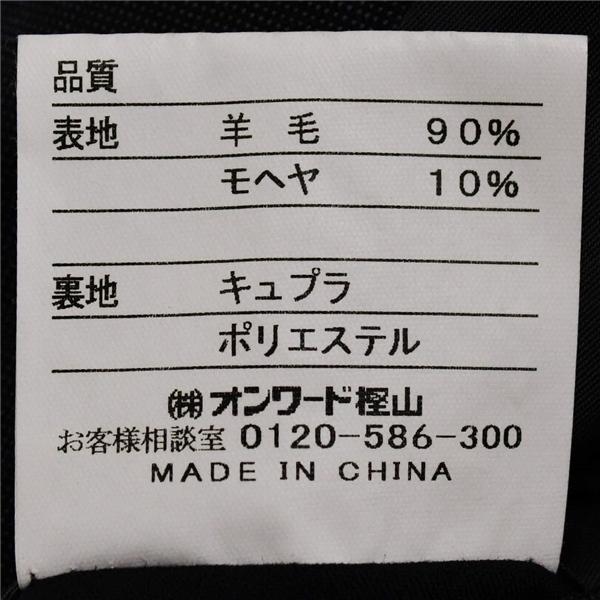 品質
表地 羊 毛 90%
モヘヤ 10%
裏地 キュプラ
ポリエステル
㈱オンワード樫山
お客様相談室 0120-586-300
MADE IN CHINA